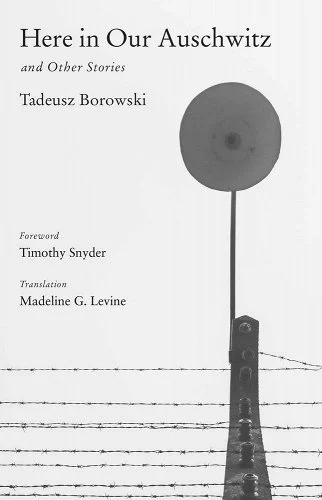 Here in Our Auschwitz
and Other Stories
Tadeusz Borowski
Foreword
Timothy Snyder
Translation
Madeline G. Levine